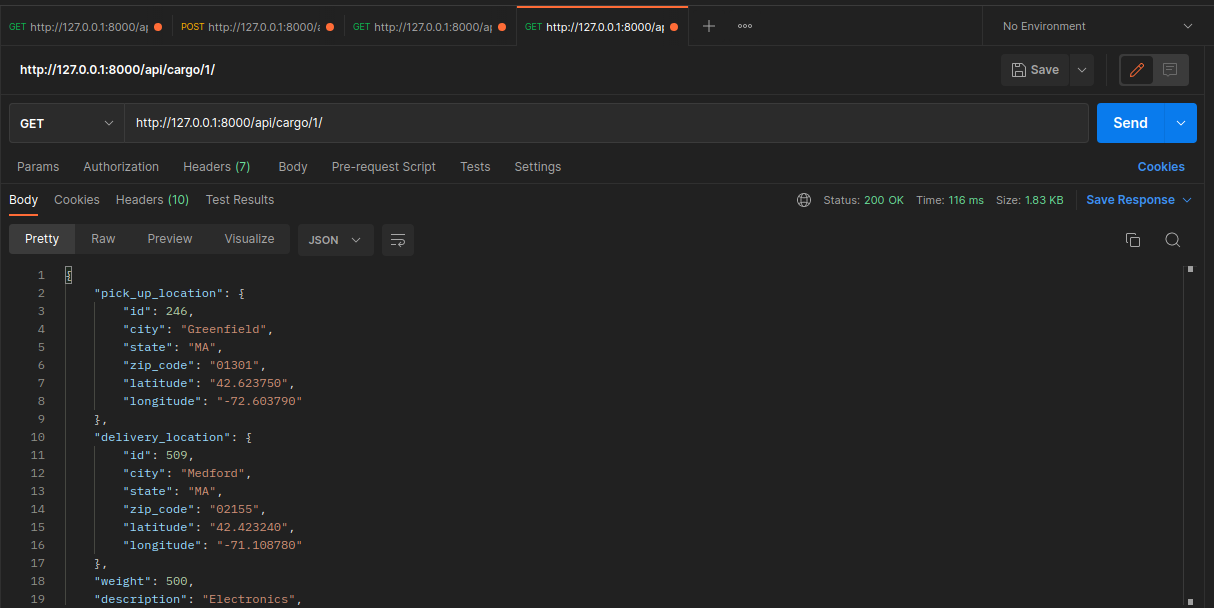 GET http://127.0.0.1:8000/ap POST http://127.0.0.1:8000/a GET http://127.0.0.1:8000/ap GET http://127.0.0.1:8000/ap No Environment
http://127.0.0.1:8000/api/cargo/1/ Save
GET http://127.0.0.1:8000/api/cargo/1/ Send
Params Authorization Headers (7) Body Pre-request Script Tests Settings Cookies
Body Cookies Headers (10) Test Results Status: 200 OK Time: 116 ms Size: 1.83 KB Save Response
Pretty Raw Preview Visualize JSON
1 {
2 "pick_up_location": {
3 "id": 246,
4 "city": "Greenfield",
5 "state": "MA",
6 "zip_code": "01301",
7 "latitude": "42.623750",
8 "longitude": "-72.603790"
9 },
10 "delivery_location": {
11 "id": 509,
12 "city": "Medford",
13 "state": "MA",
14 "zip_code": "02155",
15 "latitude": "42.423240",
16 "longitude": "-71.108780"
17 },
18 "weight": 500,
19 "description": "Electronics",